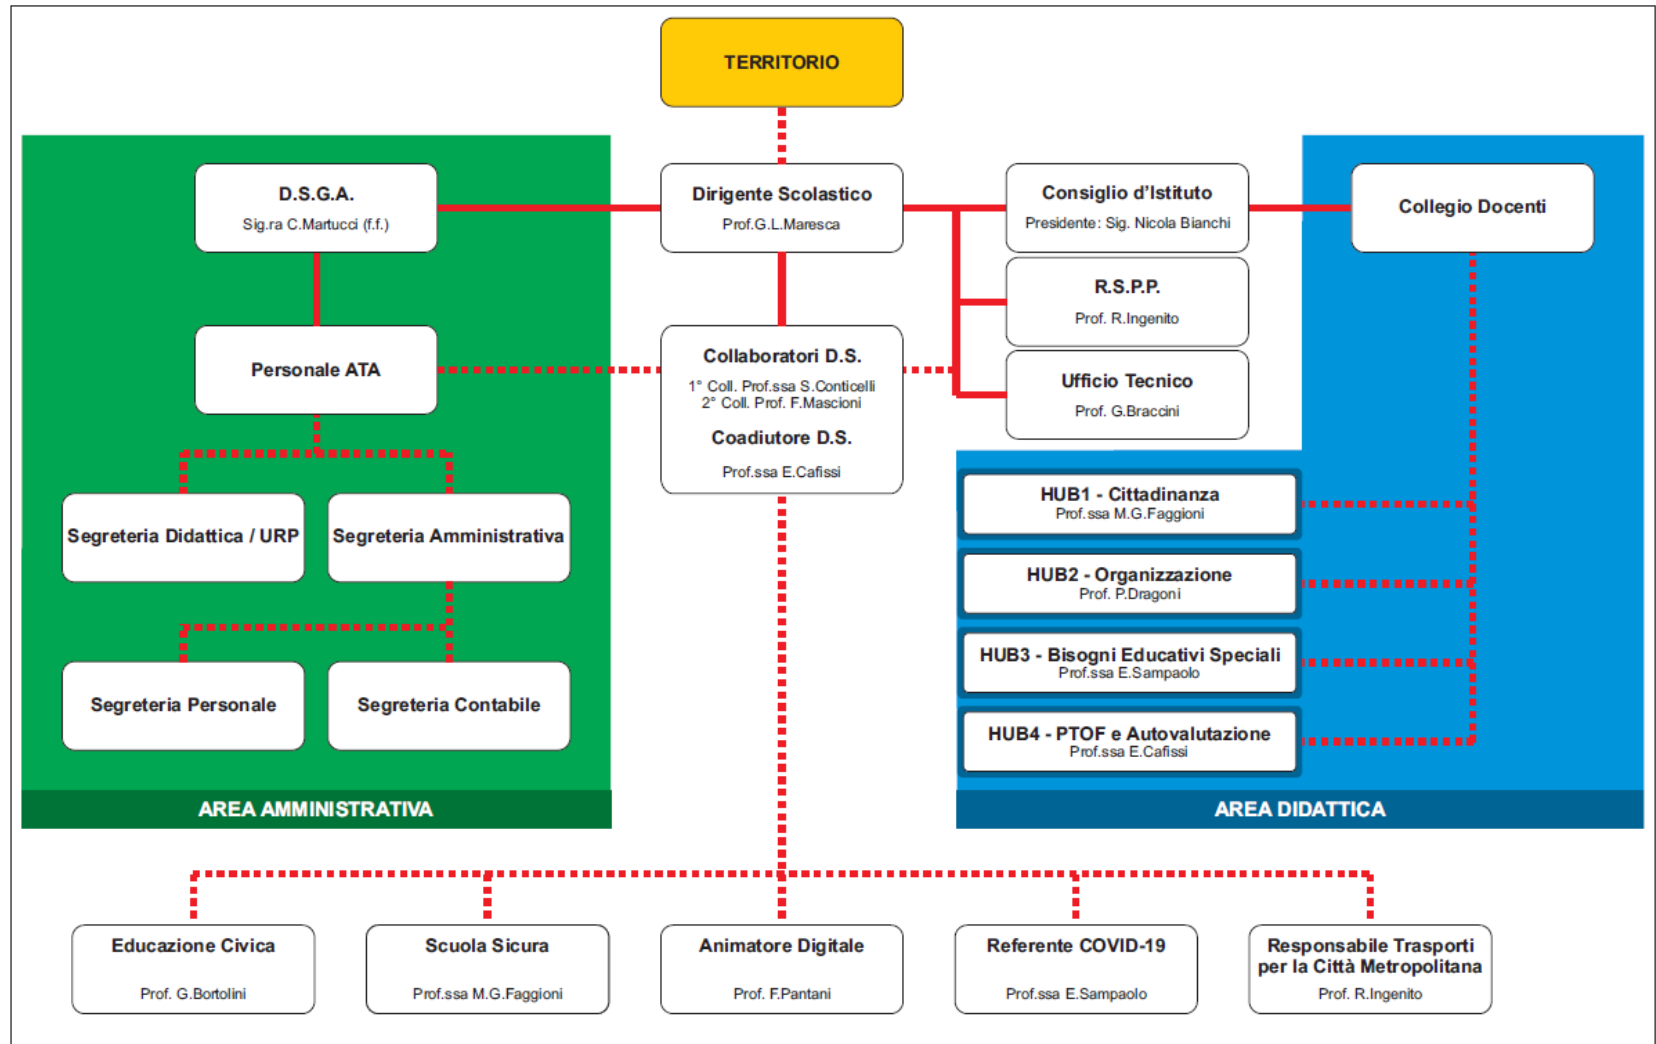 TERRITORIO
D.S.G.A.
Sig.ra C.Martucci (f.f.)
Dirigente Scolastico
Prof.G.L.Maresca
Consiglio d'Istituto
Presidente: Sig. Nicola Bianchi
Collegio Docenti
R.S.P.P.
Prof. R.Ingenito
Personale ATA
Collaboratori D.S.
1° Coll. Prof.ssa S.Conticelli
2° Coll. Prof. F.Mascioni
Coadiutore D.S.
Prof.ssa E.Cafissi
Ufficio Tecnico
Prof. G.Braccini
Segreteria Didattica / URP
Segreteria Amministrativa
Segreteria Personale
Segreteria Contabile
AREA AMMINISTRATIVA
HUB1 - Cittadinanza
Prof.ssa M.G.Faggioni
HUB2 - Organizzazione
Prof. P.Dragoni
HUB3 - Bisogni Educativi Speciali
Prof.ssa E.Sampaolo
HUB4 - PTOF e Autovalutazione
Prof.ssa E.Cafissi
AREA DIDATTICA
Educazione Civica
Prof. G.Bortolini
Scuola Sicura
Prof.ssa M.G.Faggioni
Animatore Digitale
Prof. F.Pantani
Referente COVID-19
Prof.ssa E.Sampaolo
Responsabile Trasporti
per la Città Metropolitana
Prof. R.Ingenito